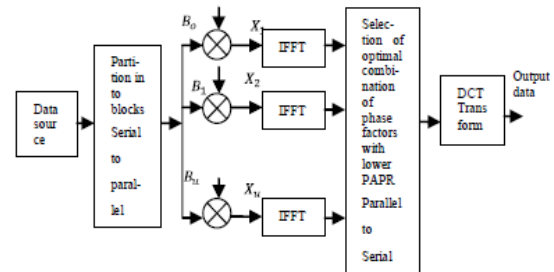 Data
sour
ce
Parti-
tion in
to
blocks
Serial
to
paral-
lel
B₀
X₁
IFFT
B₁
X₂
IFFT
Bᵤ
Xᵤ
IFFT
Selec-
tion of
optimal
combi-
nation
of
phase
factors
with
lower
PAPR
Parallel
to
Serial
DCT
Trans
form
Output
data